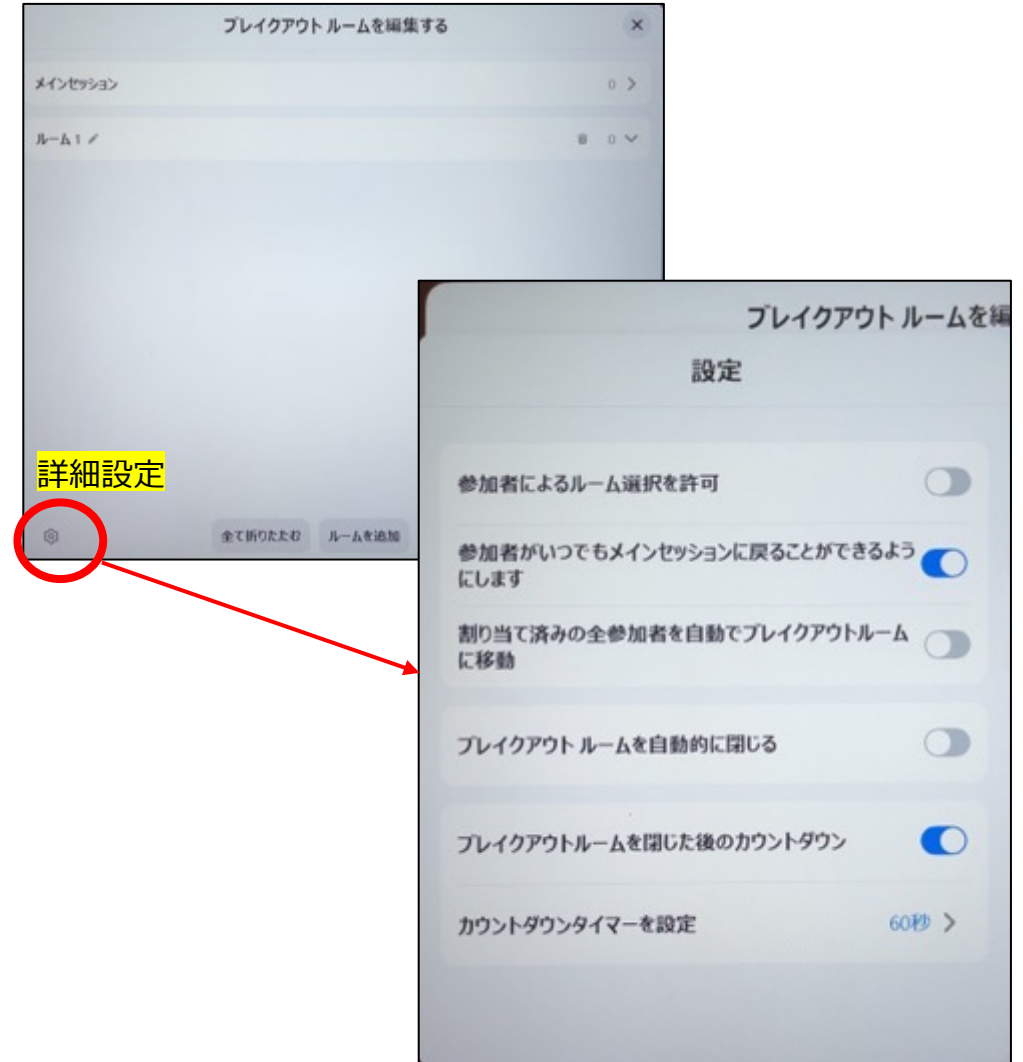 ブレイクアウト ルームを編集する
メインセッション 0
ルーム 1 0
詳細設定
全て折りたたむ ルームを追加
ブレイクアウト ルームを編
設定
参加者によるルーム選択を許可
参加者がいつでもメインセッションに戻ることができるよう
にします
割り当て済みの全参加者を自動でブレイクアウトルーム
に移動
ブレイクアウト ルームを自動的に閉じる
ブレイクアウトルームを閉じた後のカウントダウン
カウントダウンタイマーを設定 60秒